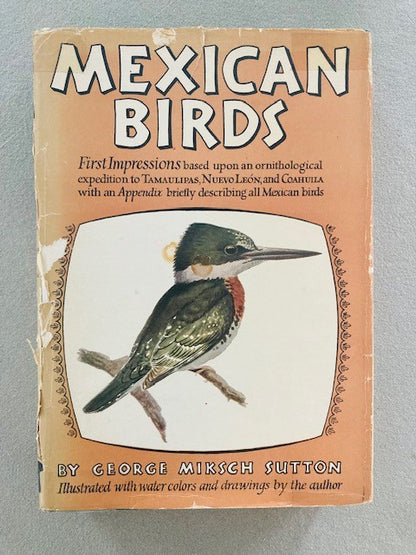 MEXICAN
BIRDS
First Impressions based upon an ornithological
expedition to TAMAULIPAS, NUEVO LEÓN, and COAHUILA
with an Appendix briefly describing all Mexican birds
BY GEORGE MIKSCH SUTTON
Illustrated with water colors and drawings by the author